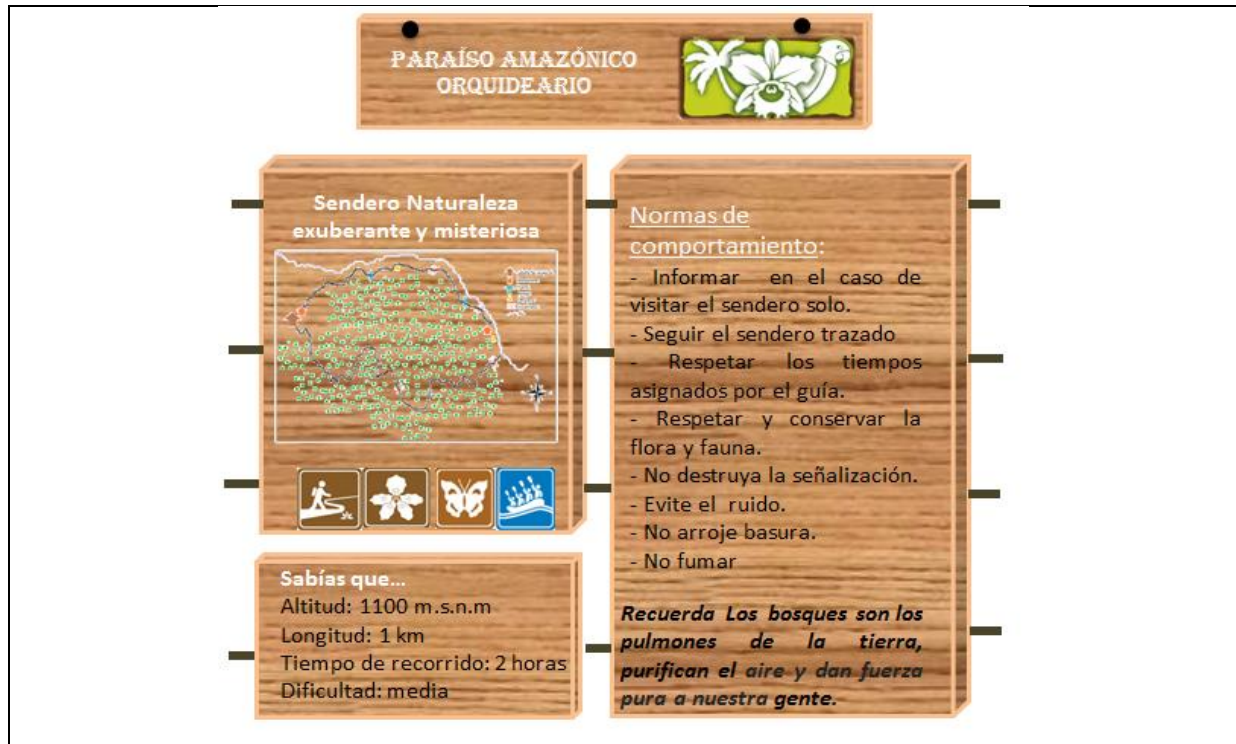 PARAÍSO AMAZÓNICO
ORQUIDEARIO
Sendero Naturaleza
exuberante y misteriosa
Sabías que...
Altitud: 1100 m.s.n.m
Longitud: 1 km
Tiempo de recorrido: 2 horas
Dificultad: media
Normas de
comportamiento:
- Informar en el caso de
visitar el sendero solo.
- Seguir el sendero trazado
- Respetar los tiempos
asignados por el guía.
- Respetar y conservar la
flora y fauna.
- No destruya la señalización.
- Evite el ruido.
- No arroje basura.
- No fumar
Recuerda Los bosques son los
pulmones de la tierra,
purifican el aire y dan fuerza
pura a nuestra gente.